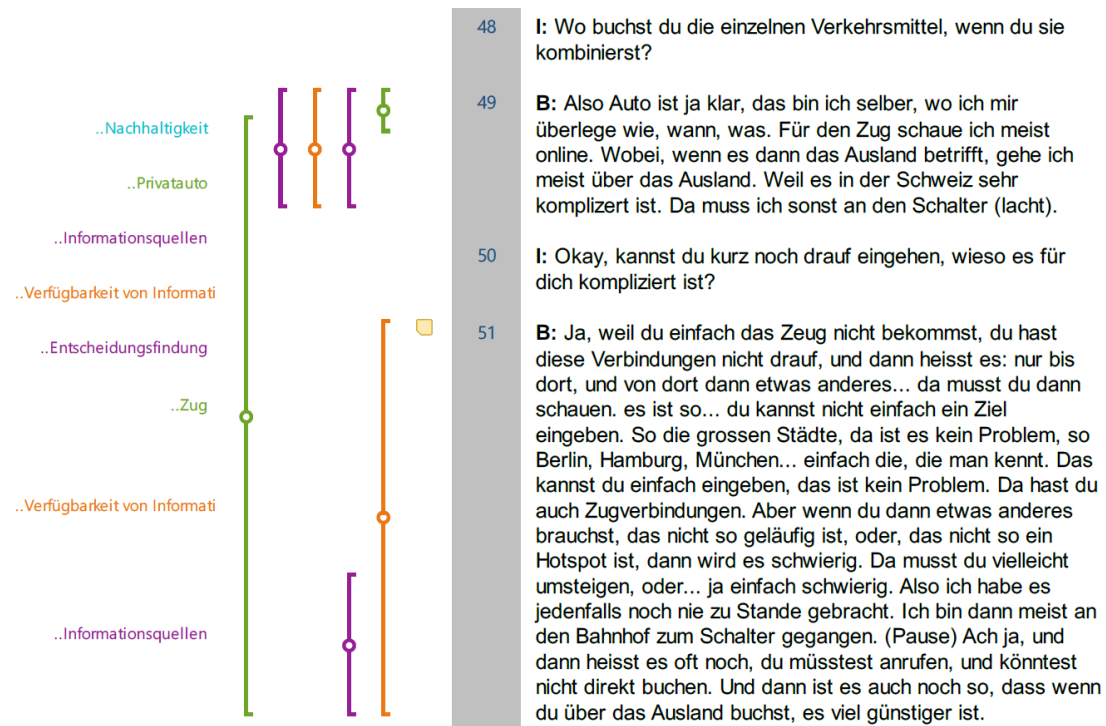 48
I: Wo buchst du die einzelnen Verkehrsmittel, wenn du sie
kombinierst?
49
B: Also Auto ist ja klar, das bin ich selber, wo ich mir
überlege wie, wann, was. Für den Zug schaue ich meist
online. Wobei, wenn es dann das Ausland betrifft, gehe ich
meist über das Ausland. Weil es in der Schweiz sehr
komplizert ist. Da muss ich sonst an den Schalter (lacht).
..Nachhaltigkeit
..Privatauto
..Informationsquellen
50
I: Okay, kannst du kurz noch drauf eingehen, wieso es für
dich kompliziert ist?
..Verfügbarkeit von Informati
..Entscheidungsfindung
..Zug
51
B: Ja, weil du einfach das Zeug nicht bekommst, du hast
diese Verbindungen nicht drauf, und dann heisst es: nur bis
dort, und von dort dann etwas anderes... da musst du dann
schauen. es ist so... du kannst nicht einfach ein Ziel
eingeben. So die grossen Städte, da ist es kein Problem, so
Berlin, Hamburg, München... einfach die, die man kennt. Das
kannst du einfach eingeben, das ist kein Problem. Da hast du
auch Zugverbindungen. Aber wenn du dann etwas anderes
brauchst, das nicht so geläufig ist, oder, das nicht so ein
Hotspot ist, dann wird es schwierig. Da musst du vielleicht
umsteigen, oder... ja einfach schwierig. Also ich habe es
jedenfalls noch nie zu Stande gebracht. Ich bin dann meist an
den Bahnhof zum Schalter gegangen. (Pause) Ach ja, und
dann heisst es oft noch, du müsstest anrufen, und könntest
nicht direkt buchen. Und dann ist es auch noch so, dass wenn
du über das Ausland buchst, es viel günstiger ist.
..Verfügbarkeit von Informati
..Informationsquellen